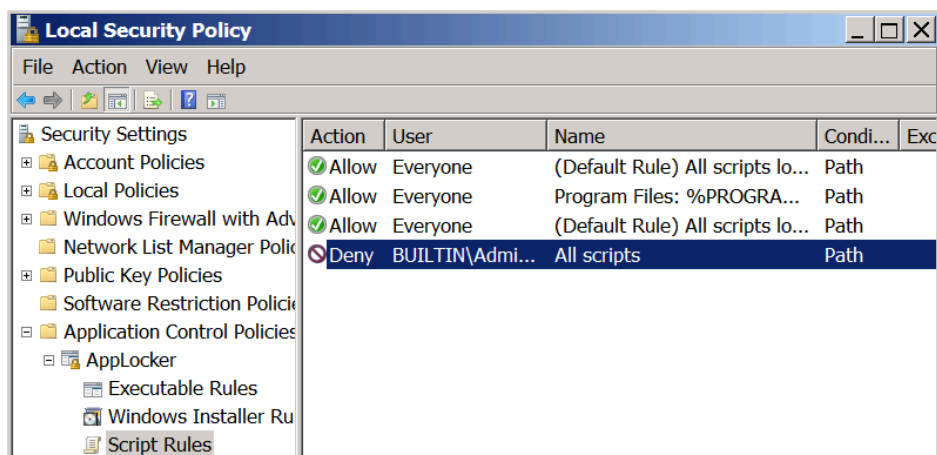 Local Security Policy
File Action View Help
Security Settings
Account Policies
Local Policies
Windows Firewall with Adv
Network List Manager Polic
Public Key Policies
Software Restriction Policie
Application Control Policies
AppLocker
Executable Rules
Windows Installer Ru
Script Rules
Action User Name Condi... Exc
Allow Everyone (Default Rule) All scripts lo... Path
Allow Everyone Program Files: %PROGRA... Path
Allow Everyone (Default Rule) All scripts lo... Path
Deny BUILTIN\Admi... All scripts Path